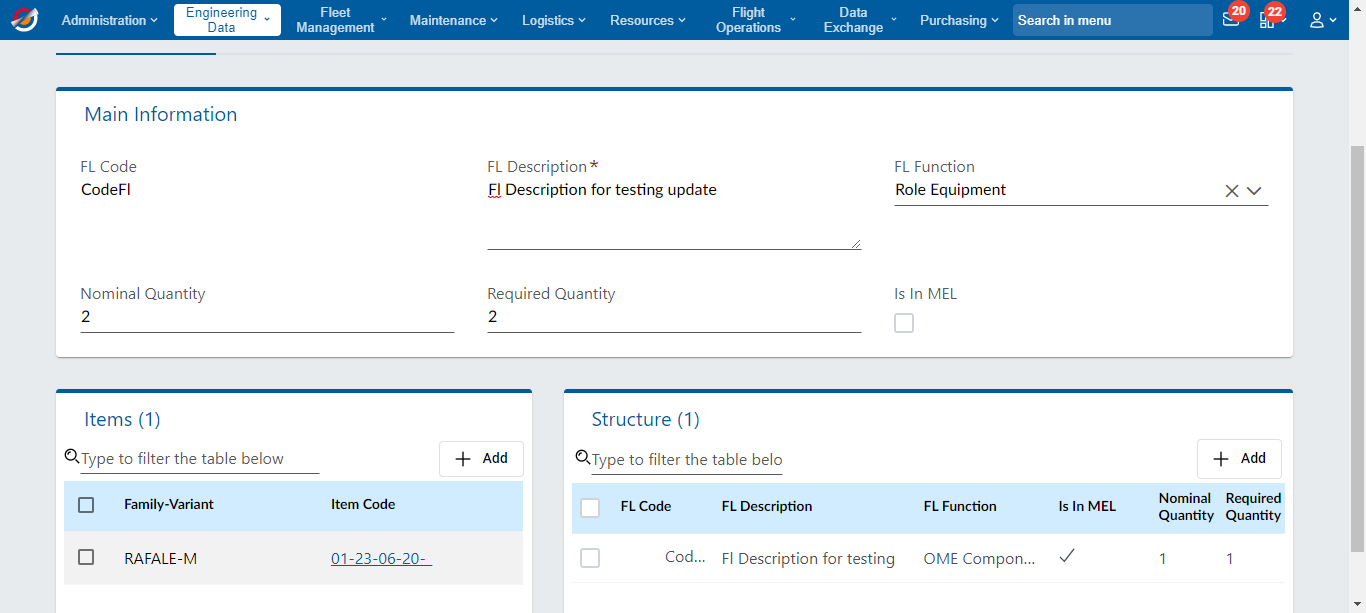 Administration
Engineering
Data
Fleet
Management
Maintenance
Logistics
Resources
Flight
Operations
Data
Exchange
Purchasing
Search in menu
20
22
Main Information
FL Code
CodeFl
FL Description *
Fl Description for testing update
FL Function
Role Equipment
Nominal Quantity
2
Required Quantity
2
Is In MEL
Items (1)
Type to filter the table below
Add
Family-Variant Item Code
RAFALE-M 01-23-06-20-
Structure (1)
Type to filter the table belo
Add
FL Code FL Description FL Function Is In MEL Nominal Quantity Required Quantity
Cod... Fl Description for testing OME Compon... 1 1